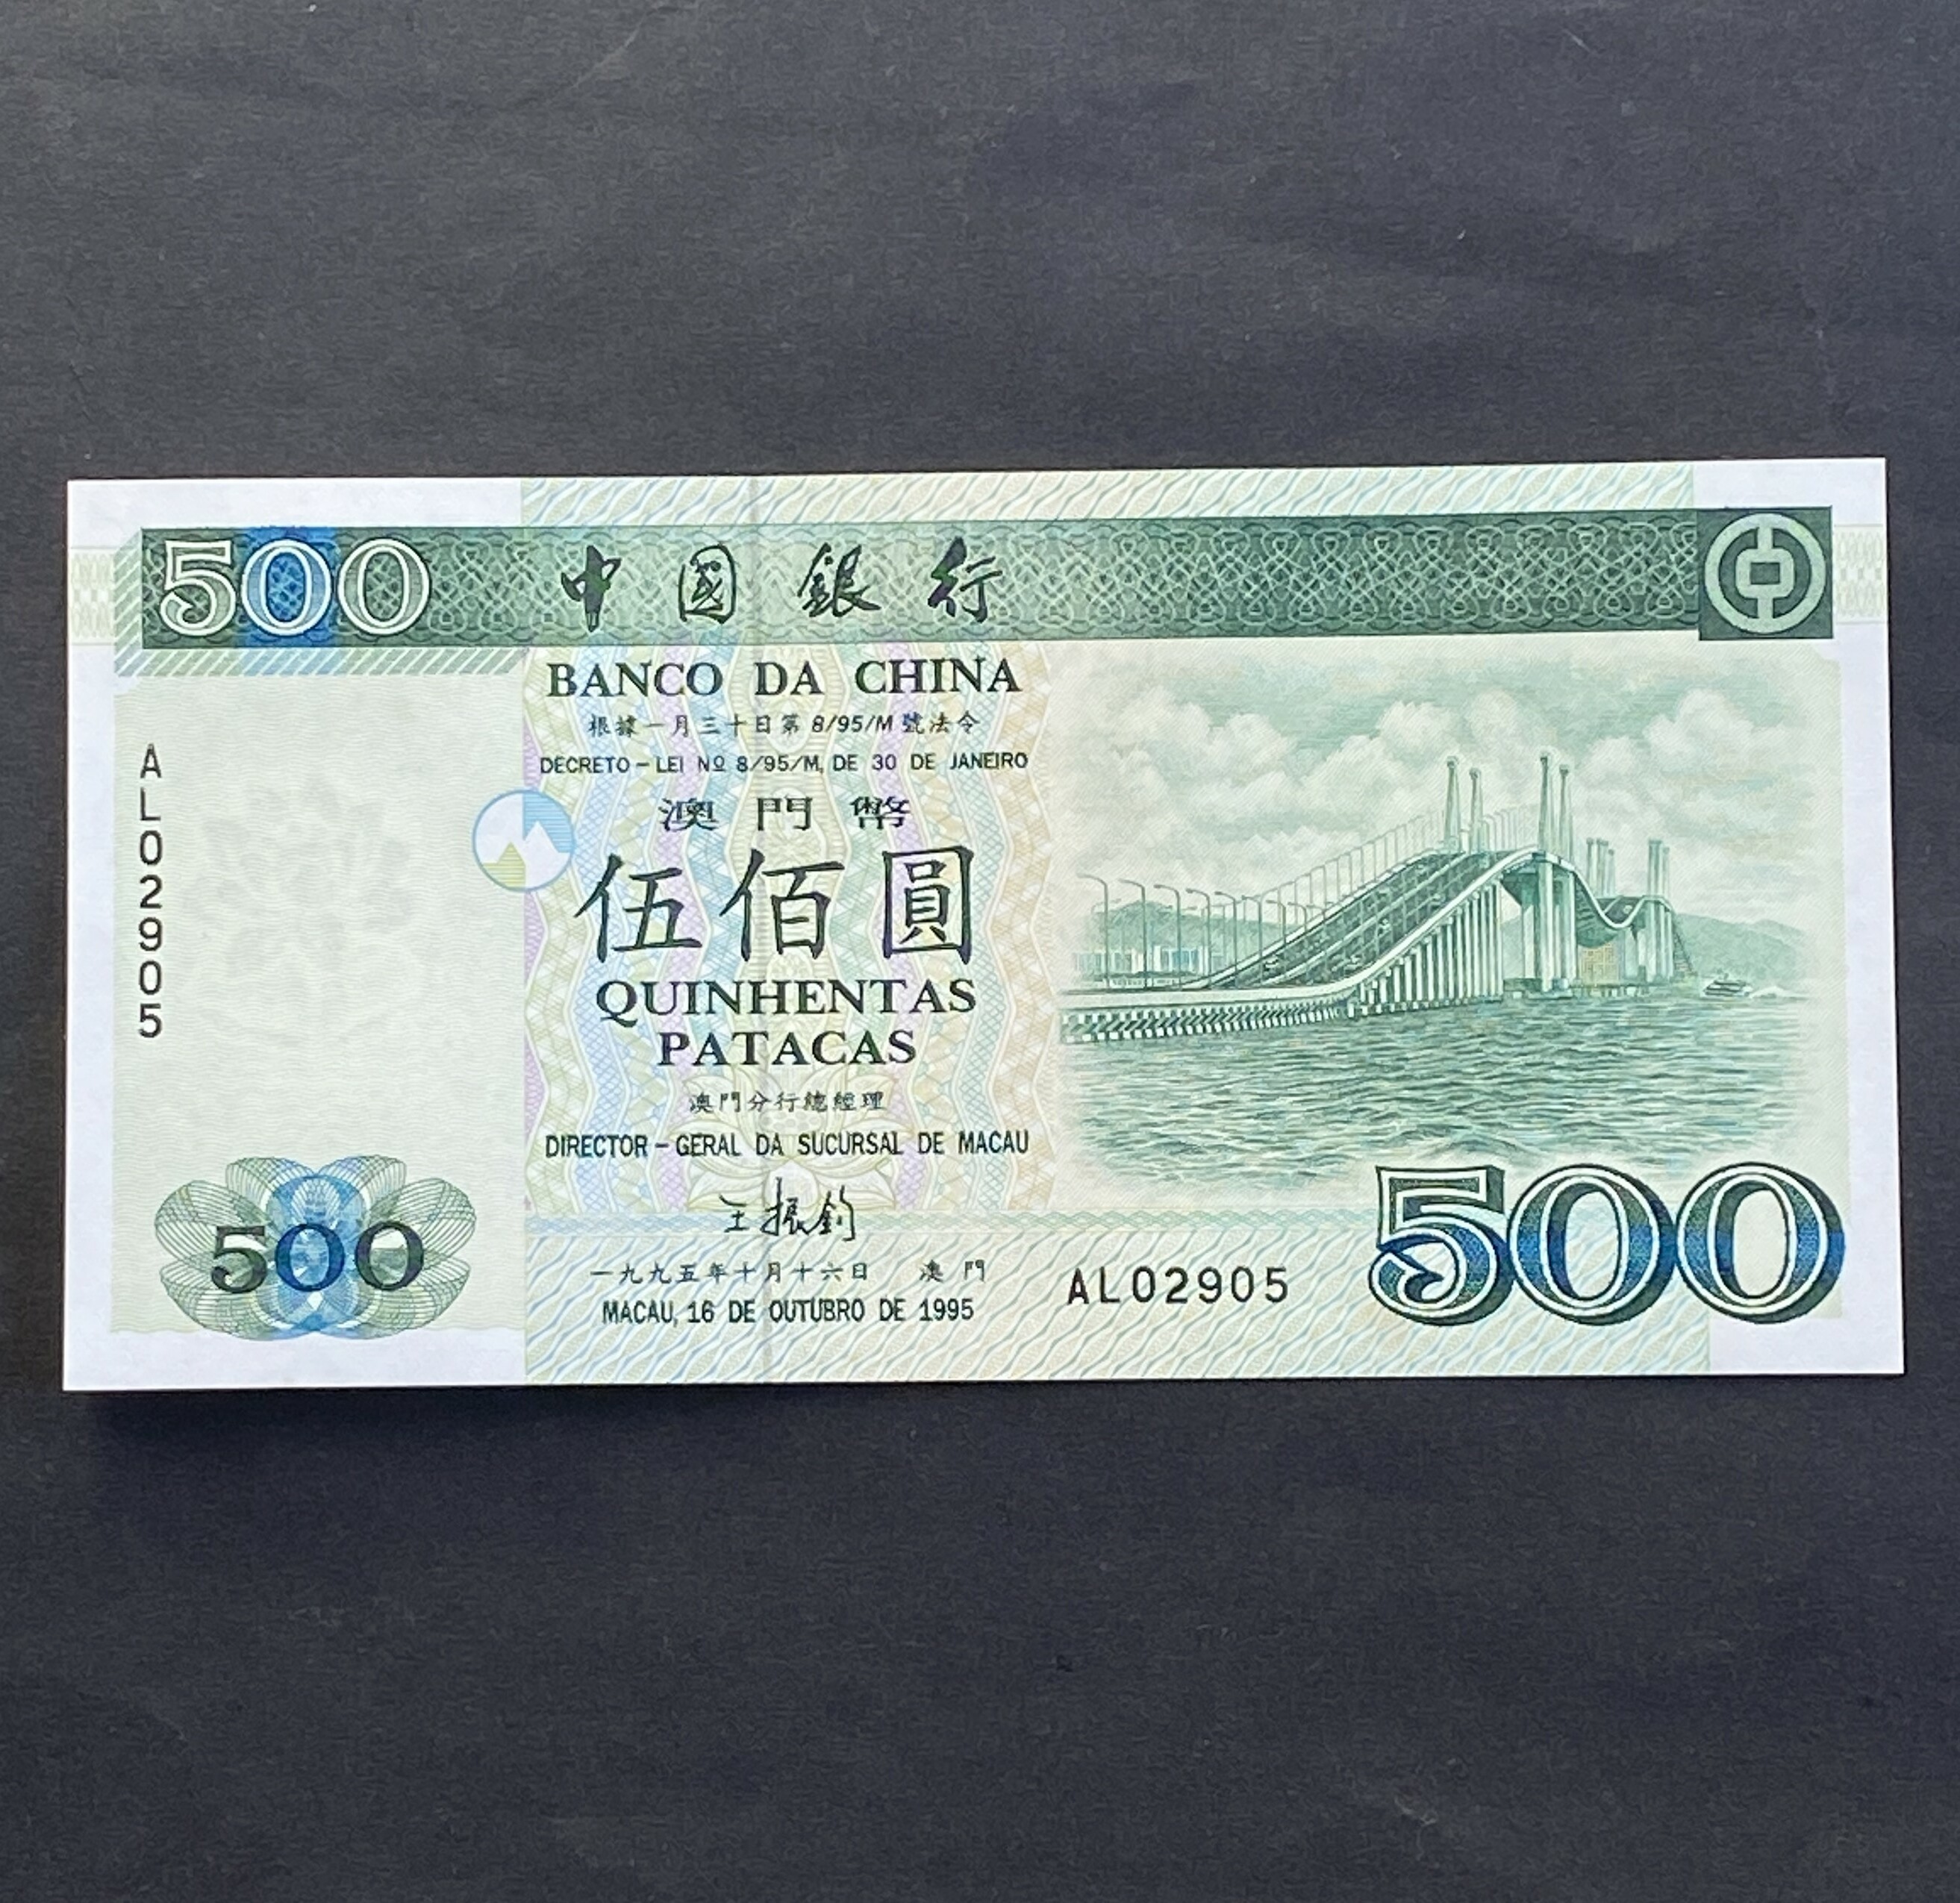 500 中國銀行
BANCO DA CHINA
根據一月三十日第 8/95/M 號法令
DECRETO - LEI Nº 8/95/M, DE 30 DE JANEIRO
澳門幣
伍佰圓
QUINHENTAS
PATACAS
澳門分行總經理
DIRECTOR - GERAL DA SUCURSAL DE MACAU
王振鈞
一九九五年十月十六日 澳門
MACAU, 16 DE OUTUBRO DE 1995
AL02905
500
AL02905
500